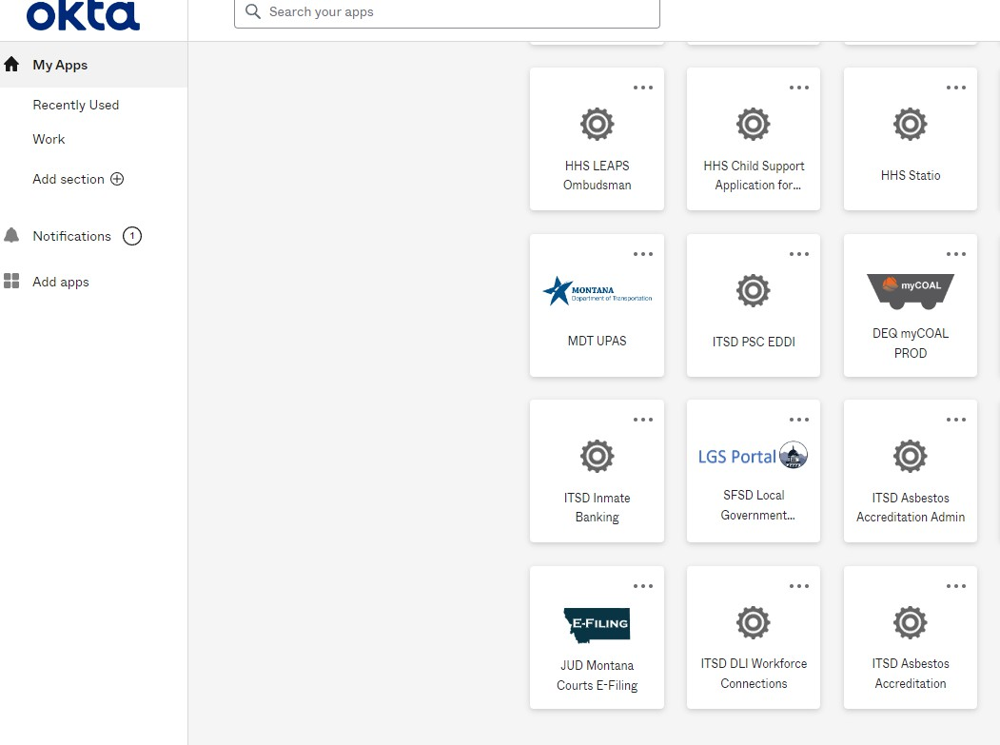 okta
Search your apps
My Apps
Recently Used
Work
Add section
Notifications 1
Add apps
HHS LEAPS
Ombudsman
HHS Child Support
Application for...
HHS Statio
MONTANA
Department of Transportation
MDT UPAS
ITSD PSC EDDI
myCOAL
DEQ myCOAL
PROD
ITSD Inmate
Banking
LGS Portal
SFSD Local
Government...
ITSD Asbestos
Accreditation Admin
E-FILING
JUD Montana
Courts E-Filing
ITSD DLI Workforce
Connections
ITSD Asbestos
Accreditation